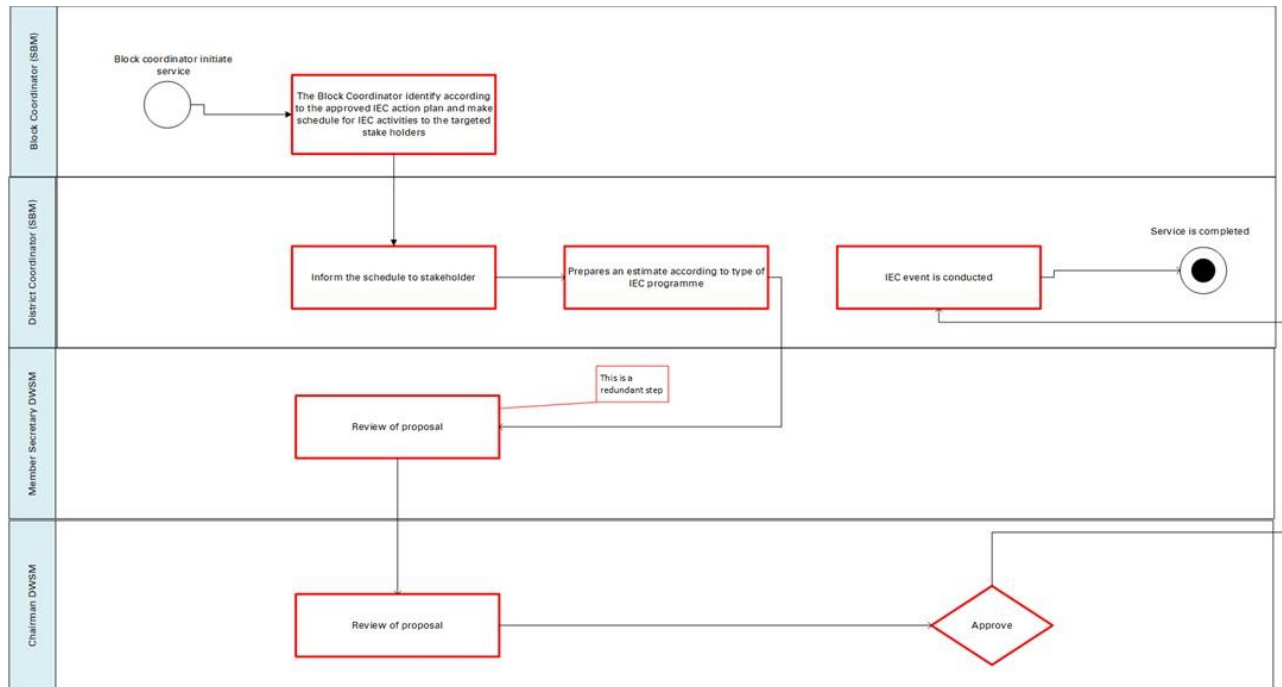 Block Coordinator (SBM)
Block coordinator initiate
service
The Block Coordinator identify according
to the approved IEC action plan and make
schedule for IEC activities to the targeted
stake holders
District Coordinator (SBM)
Inform the schedule to stakeholder
Prepares an estimate according to type of
IEC programme
IEC event is conducted
Service is completed
Member Secretary DWSM
This is a
redundant step
Review of proposal
Chairman DWSM
Review of proposal
Approve